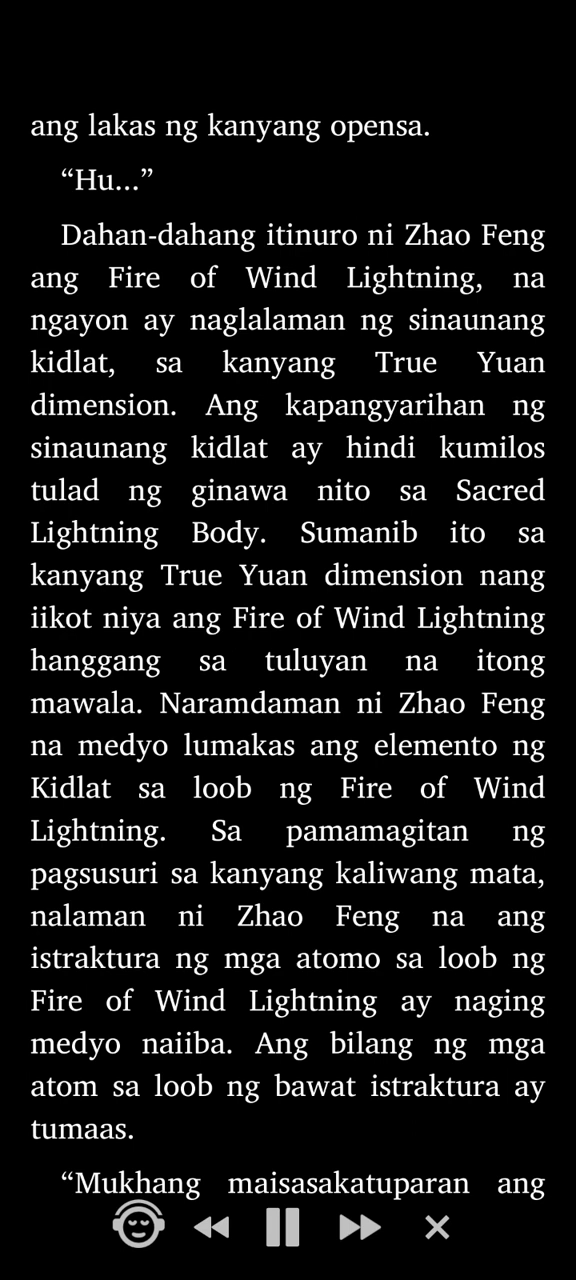 ang lakas ng kanyang opensa.
“Hu...”
Dahan-dahang itinuro ni Zhao Feng
ang Fire of Wind Lightning, na
ngayon ay naglalaman ng sinaunang
kidlat, sa kanyang True Yuan
dimension. Ang kapangyarihan ng
sinaunang kidlat ay hindi kumilos
tulad ng ginawa nito sa Sacred
Lightning Body. Sumanib ito sa
kanyang True Yuan dimension nang
iikot niya ang Fire of Wind Lightning
hanggang sa tuluyan na itong
mawala. Naramdaman ni Zhao Feng
na medyo lumakas ang elemento ng
Kidlat sa loob ng Fire of Wind
Lightning. Sa pamamagitan ng
pagsusuri sa kanyang kaliwang mata,
nalaman ni Zhao Feng na ang
istraktura ng mga atomo sa loob ng
Fire of Wind Lightning ay naging
medyo naiiba. Ang bilang ng mga
atom sa loob ng bawat istraktura ay
tumaas.
“Mukhang maisasakatuparan ang